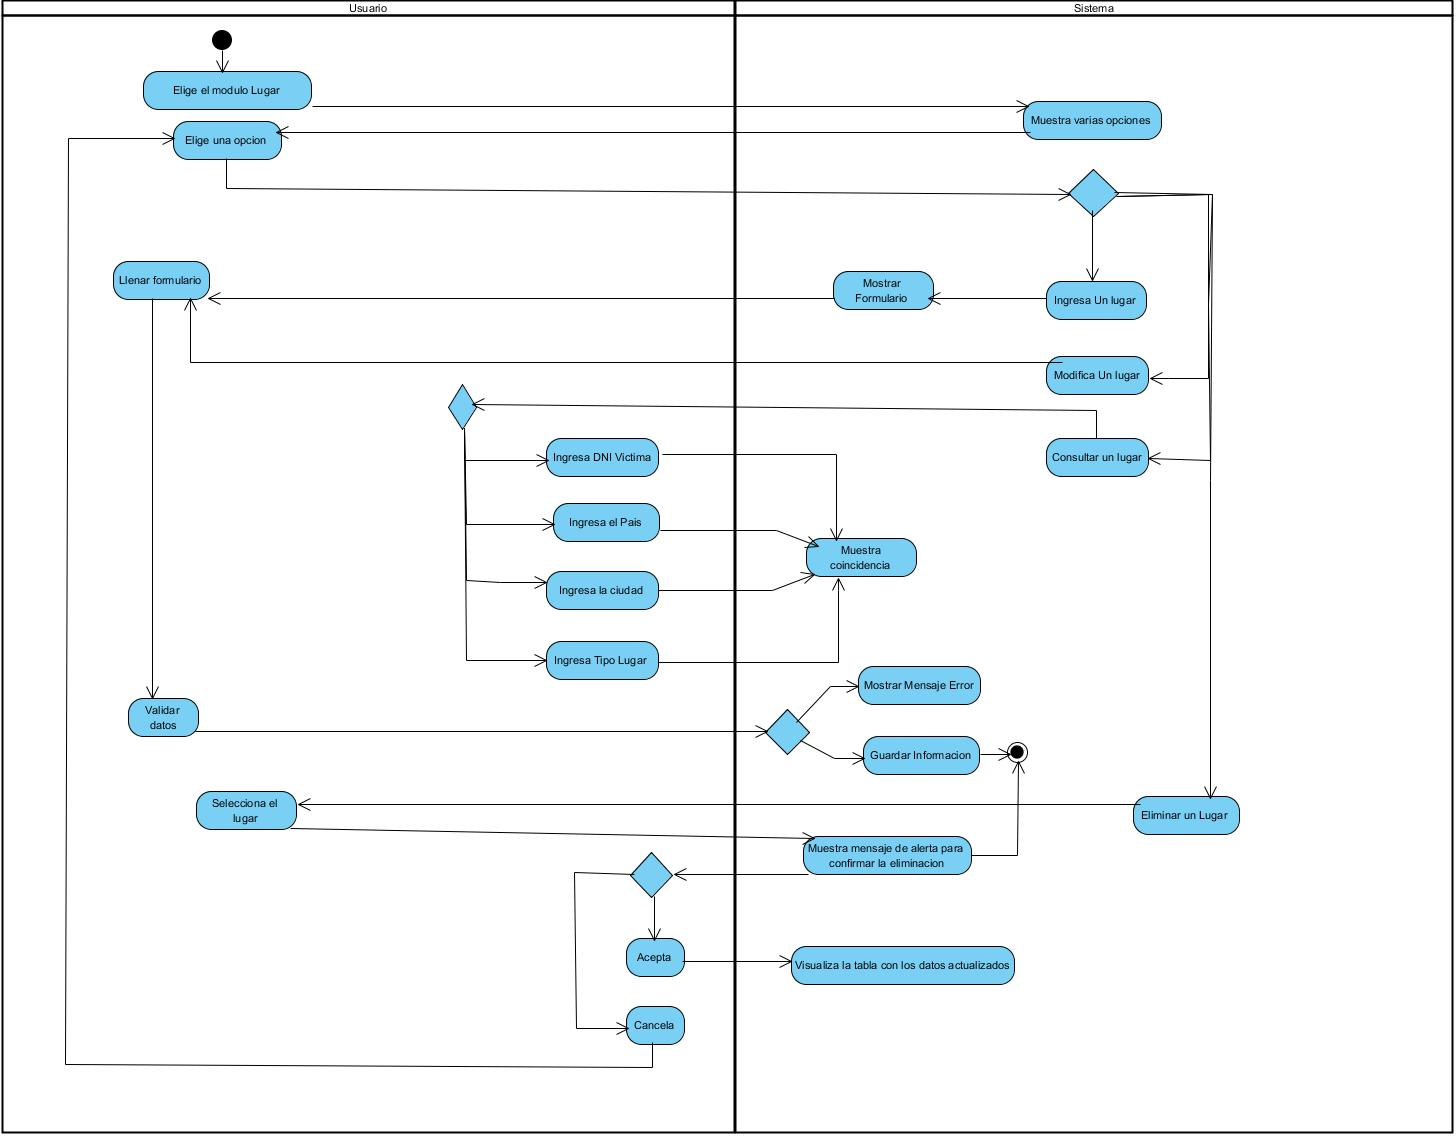 Usuario
Sistema
Elige el modulo Lugar
Muestra varias opciones
Elige una opcion
Llenar formulario
Mostrar
Formulario
Ingresa Un lugar
Modifica Un lugar
Consultar un lugar
Ingresa DNI Victima
Ingresa el Pais
Muestra
coincidencia
Ingresa la ciudad
Ingresa Tipo Lugar
Mostrar Mensaje Error
Validar
datos
Guardar Informacion
Selecciona el
lugar
Eliminar un Lugar
Muestra mensaje de alerta para
confirmar la eliminacion
Acepta
Visualiza la tabla con los datos actualizados
Cancela